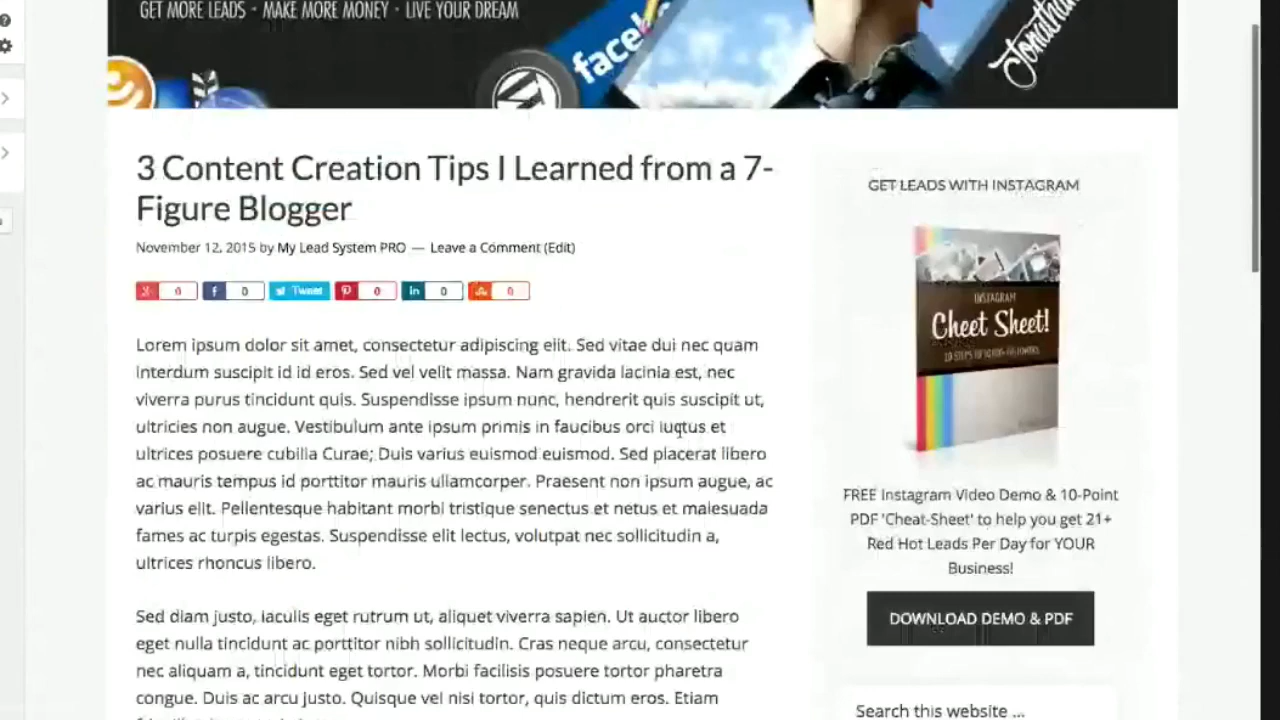 GET MORE LEADS - MAKE MORE MONEY - LIVE YOUR DREAM
faceb
Jonathan
3 Content Creation Tips I Learned from a 7-
Figure Blogger
November 12, 2015 by My Lead System PRO — Leave a Comment (Edit)
0 0 Tweet 0 in 0 0
Lorem ipsum dolor sit amet, consectetur adipiscing elit. Sed vitae dui nec quam
interdum suscipit id id eros. Sed vel velit massa. Nam gravida lacinia est, nec
viverra purus tincidunt quis. Suspendisse ipsum nunc, hendrerit quis suscipit ut,
ultricies non augue. Vestibulum ante ipsum primis in faucibus orci luctus et
ultrices posuere cubilia Curae; Duis varius euismod euismod. Sed placerat libero
ac mauris tempus id porttitor mauris ullamcorper. Praesent non ipsum augue, ac
varius elit. Pellentesque habitant morbi tristique senectus et netus et malesuada
fames ac turpis egestas. Suspendisse elit lectus, volutpat nec sollicitudin a,
ultrices rhoncus libero.
Sed diam justo, iaculis eget rutrum ut, aliquet viverra sapien. Ut auctor libero
eget nulla tincidunt ac porttitor nibh sollicitudin. Cras neque arcu, consectetur
nec aliquam a, tincidunt eget tortor. Morbi facilisis posuere tortor pharetra
congue. Duis ac arcu justo. Quisque vel nisi tortor, quis dictum eros. Etiam
GET LEADS WITH INSTAGRAM
INSTAGRAM
Cheet Sheet!
FREE Instagram Video Demo & 10-Point
PDF 'Cheat-Sheet' to help you get 21+
Red Hot Leads Per Day for YOUR
Business!
DOWNLOAD DEMO & PDF
Search this website ...